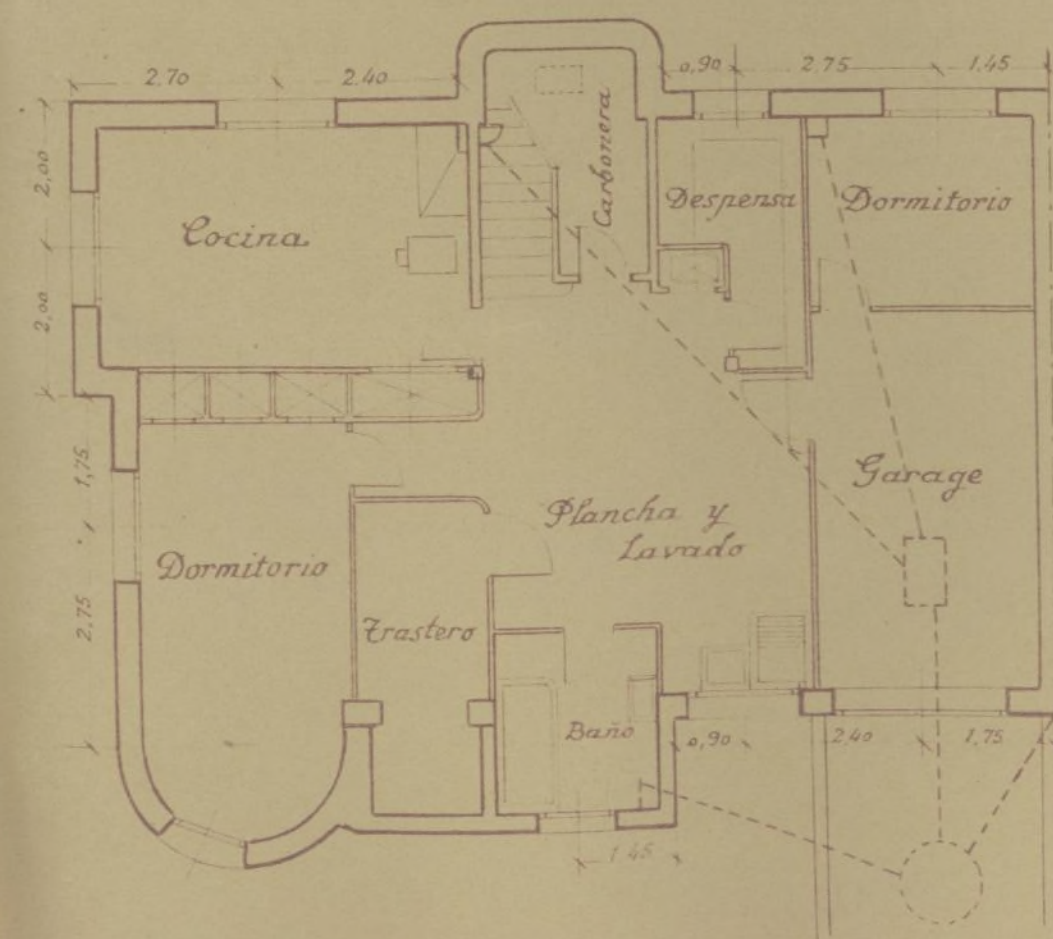 2,70
2,40
0,90
2,75
1,45
2,00
Carbonera
Despensa
Dormitorio
Cocina
2,00
1,75
Garage
Plancha y
Lavado
Dormitorio
2,75
Trastero
Baño
0,90
2,40
1,75
1,45